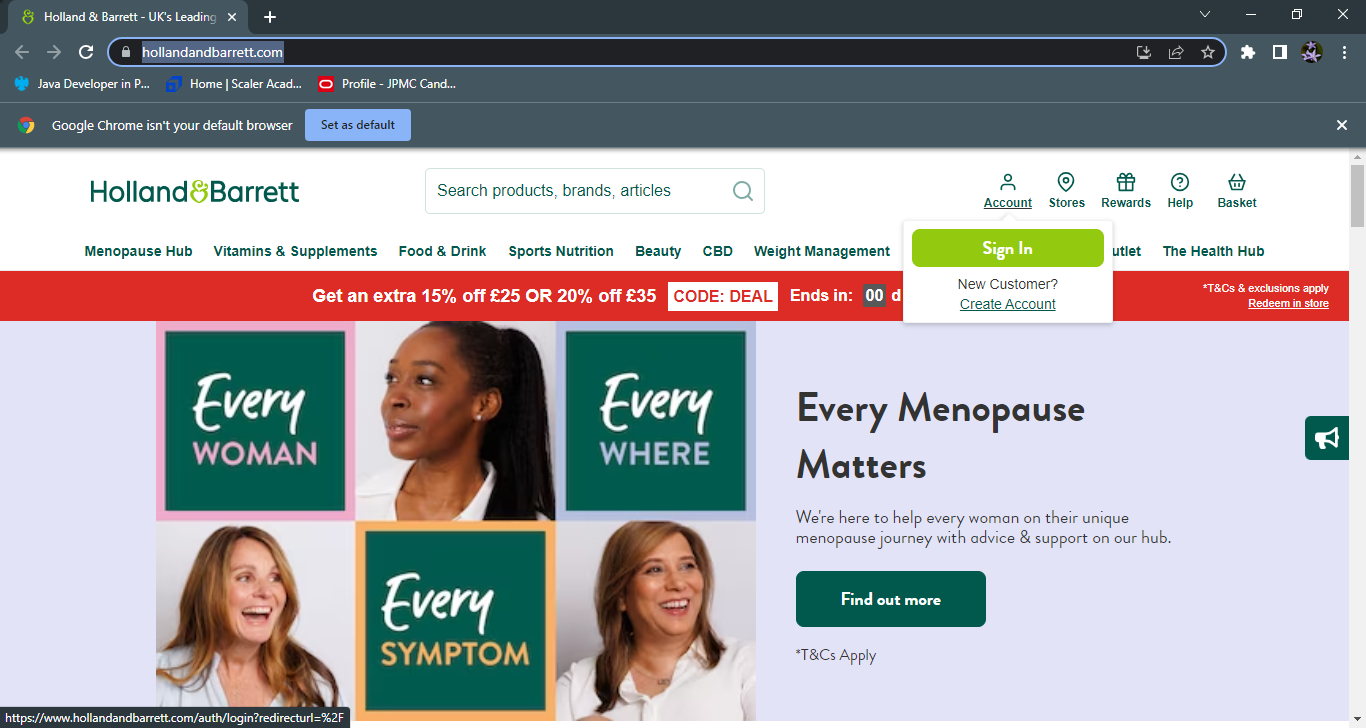 Holland & Barrett - UK's Leading
hollandandbarrett.com
Java Developer in P...
Home | Scaler Acad...
Profile - JPMC Cand...
Google Chrome isn't your default browser
Set as default
Holland&Barrett
Search products, brands, articles
Account
Stores
Rewards
Help
Basket
Menopause Hub
Vitamins & Supplements
Food & Drink
Sports Nutrition
Beauty
CBD
Weight Management
utlet
The Health Hub
Sign In
New Customer?
Create Account
Get an extra 15% off £25 OR 20% off £35
CODE: DEAL
Ends in:
00 d
*T&Cs & exclusions apply
Redeem in store
Every
WOMAN
Every
WHERE
Every
SYMPTOM
Every Menopause
Matters
We're here to help every woman on their unique
menopause journey with advice & support on our hub.
Find out more
*T&Cs Apply
https://www.hollandandbarrett.com/auth/login?redirecturl=%2F